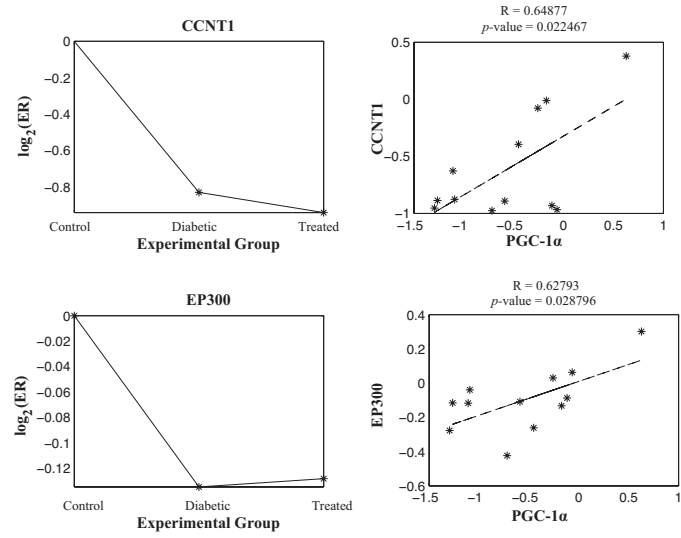 CCNT1
0
−0.2
−0.4
−0.6
−0.8
log2(ER)
Control
Diabetic
Treated
Experimental Group
R = 0.64877
p-value = 0.022467
0.5
0
−0.5
−1
CCNT1
−1.5
−1
−0.5
0
0.5
1
PGC-1α
EP300
0
−0.02
−0.04
−0.06
−0.08
−0.1
−0.12
log2(ER)
Control
Diabetic
Treated
Experimental Group
R = 0.62793
p-value = 0.028796
0.4
0.2
0
−0.2
−0.4
−0.6
EP300
−1.5
−1
−0.5
0
0.5
1
PGC-1α